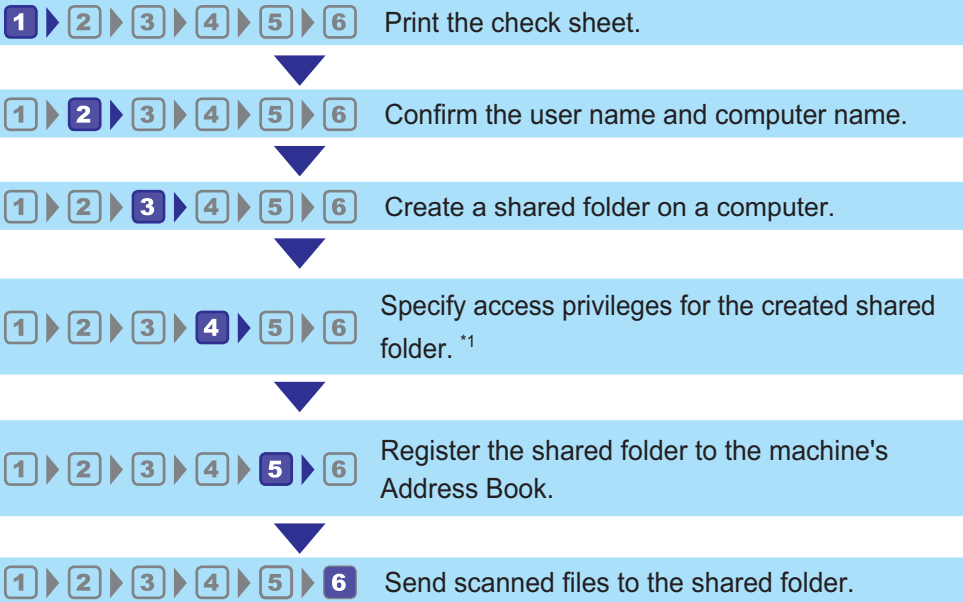 1 2 3 4 5 6 Print the check sheet.
1 2 3 4 5 6 Confirm the user name and computer name.
1 2 3 4 5 6 Create a shared folder on a computer.
1 2 3 4 5 6 Specify access privileges for the created shared
folder. *1
1 2 3 4 5 6 Register the shared folder to the machine's
Address Book.
1 2 3 4 5 6 Send scanned files to the shared folder.